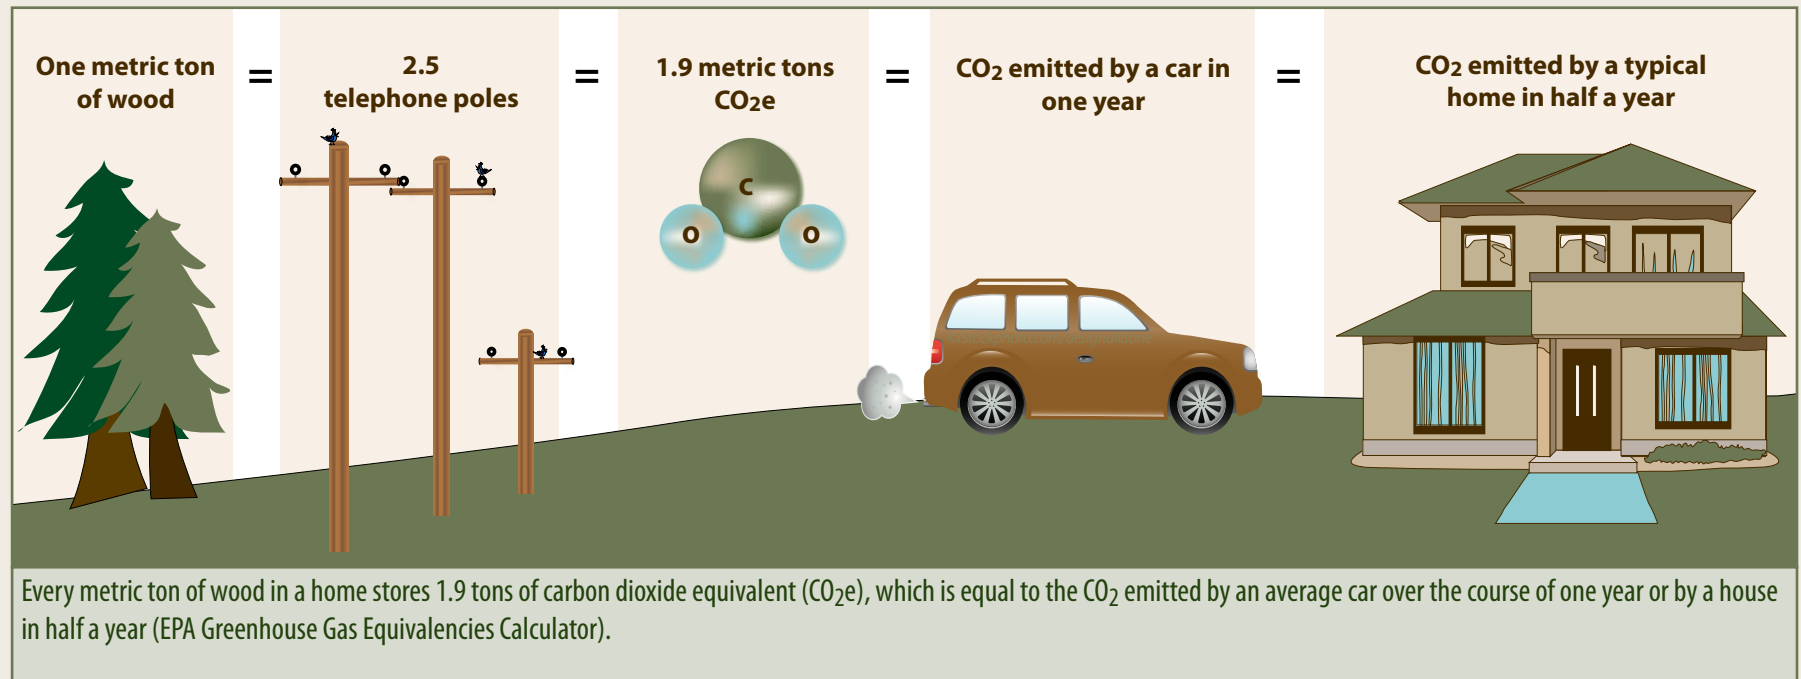 One metric ton
of wood
=
2.5
telephone poles
=
1.9 metric tons
CO2e
=
CO2 emitted by a car in
one year
=
CO2 emitted by a typical
home in half a year
C
O
O
Every metric ton of wood in a home stores 1.9 tons of carbon dioxide equivalent (CO2e), which is equal to the CO2 emitted by an average car over the course of one year or by a house
in half a year (EPA Greenhouse Gas Equivalencies Calculator).